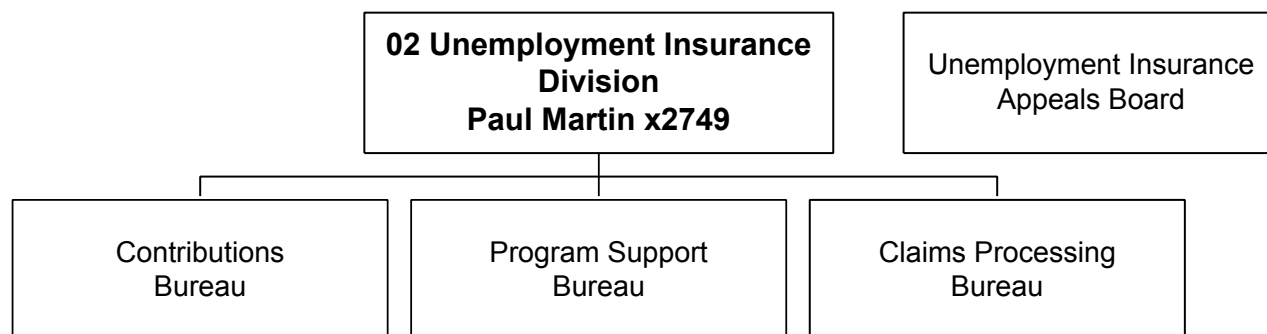 02 Unemployment Insurance
Division
Paul Martin x2749
Unemployment Insurance
Appeals Board
Contributions
Bureau
Program Support
Bureau
Claims Processing
Bureau